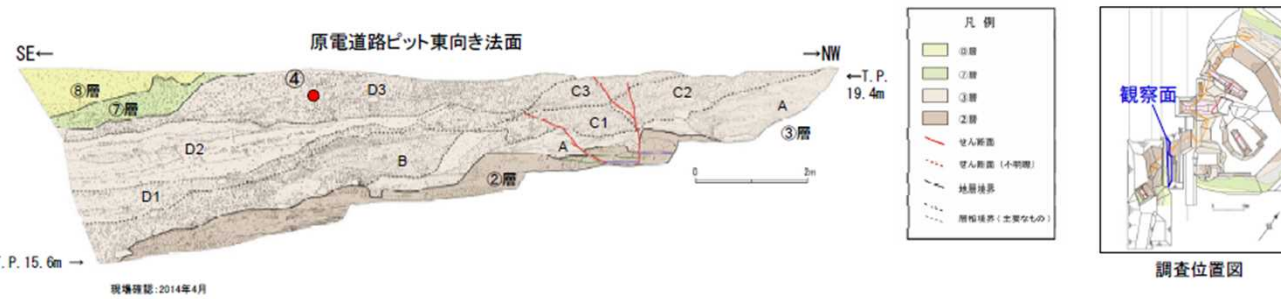 原電道路ピット東向き法面
SE←
→NW
④
D3
C3
C2
←T.P.
19.4m
⑧層
⑦層
C1
A
③層
D2
B
A
②層
D1
0
2m
T.P. 15.6m →
現場確認:2014年4月
凡例
⑧層
⑦層
③層
②層
せん断面
せん断面(不明瞭)
地層境界
層相境界(主要なもの)
観察面
調査位置図